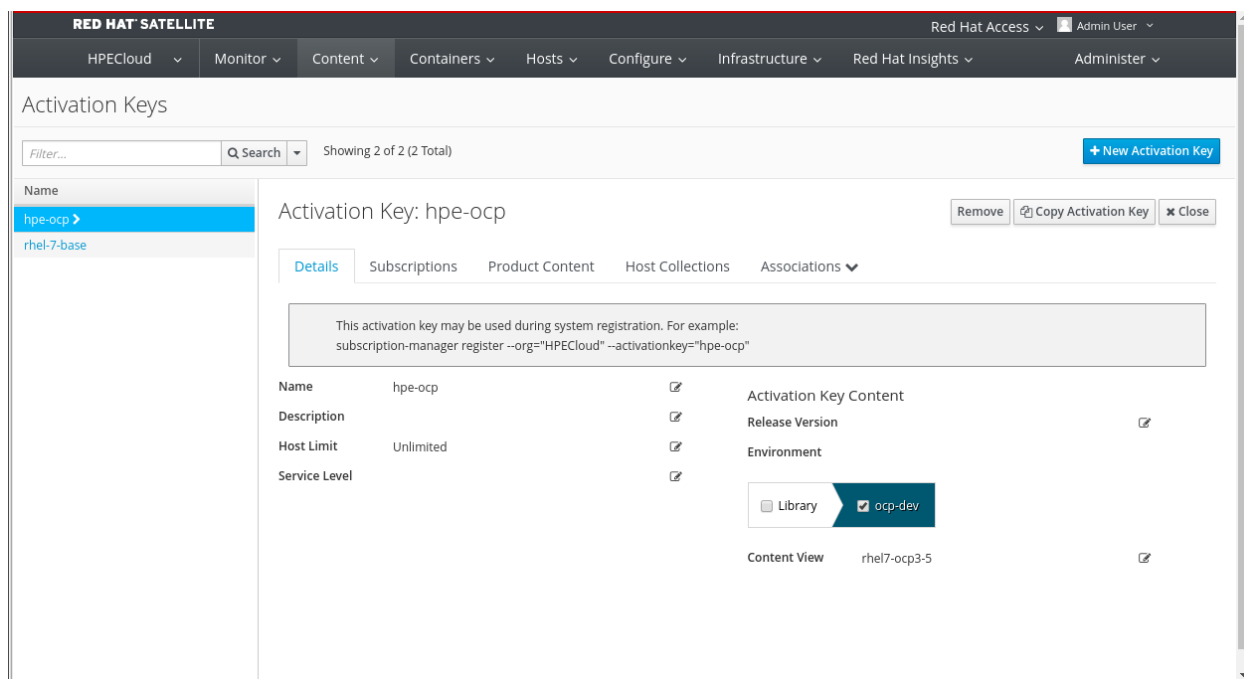 RED HAT SATELLITE
Red Hat Access Admin User
HPECloud Monitor Content Containers Hosts Configure Infrastructure Red Hat Insights Administer
Activation Keys
Filter... Search Showing 2 of 2 (2 Total) + New Activation Key
Name
hpe-ocp
rhel-7-base
Activation Key: hpe-ocp
Remove Copy Activation Key × Close
Details Subscriptions Product Content Host Collections Associations
This activation key may be used during system registration. For example:
subscription-manager register --org="HPECloud" --activationkey="hpe-ocp"
Name hpe-ocp
Description
Host Limit Unlimited
Service Level
Activation Key Content
Release Version
Environment
Library ocp-dev
Content View rhel7-ocp3-5